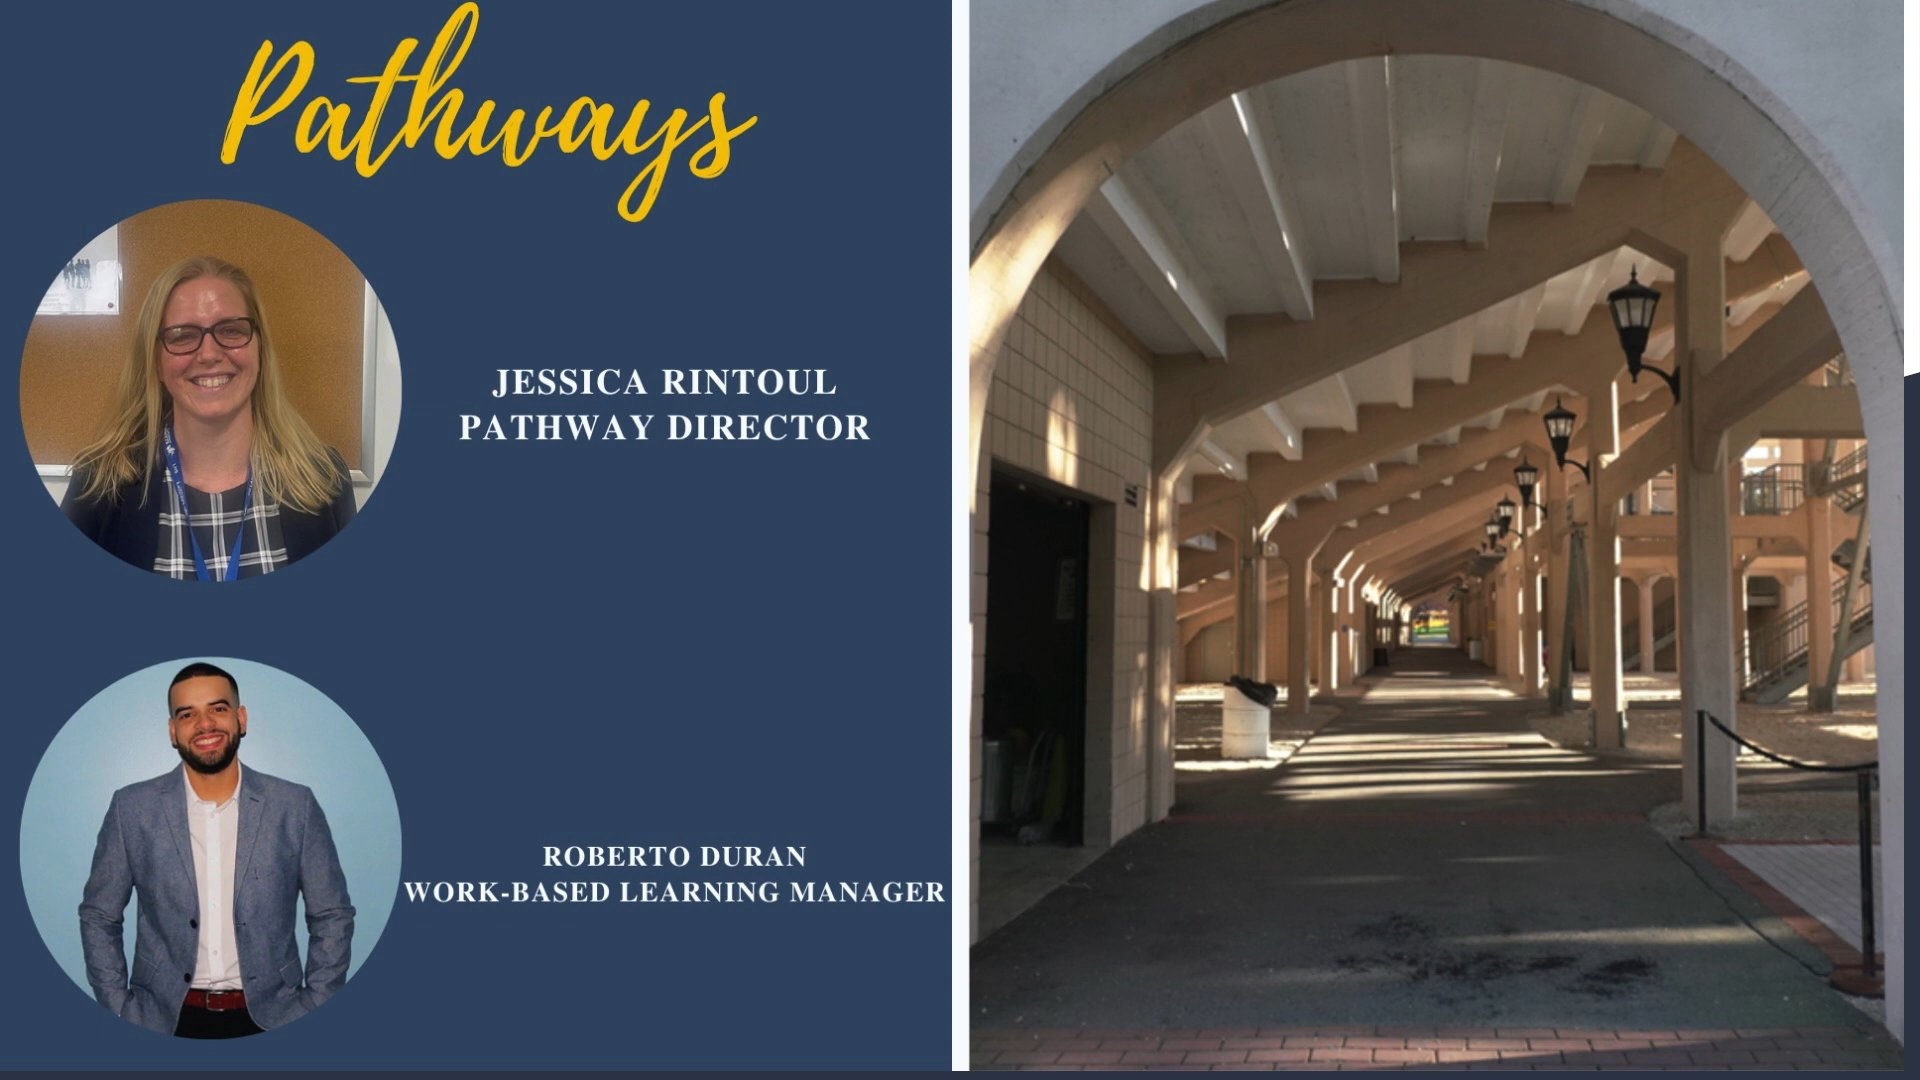 Pathways
JESSICA RINTOUL
PATHWAY DIRECTOR
ROBERTO DURAN
WORK-BASED LEARNING MANAGER